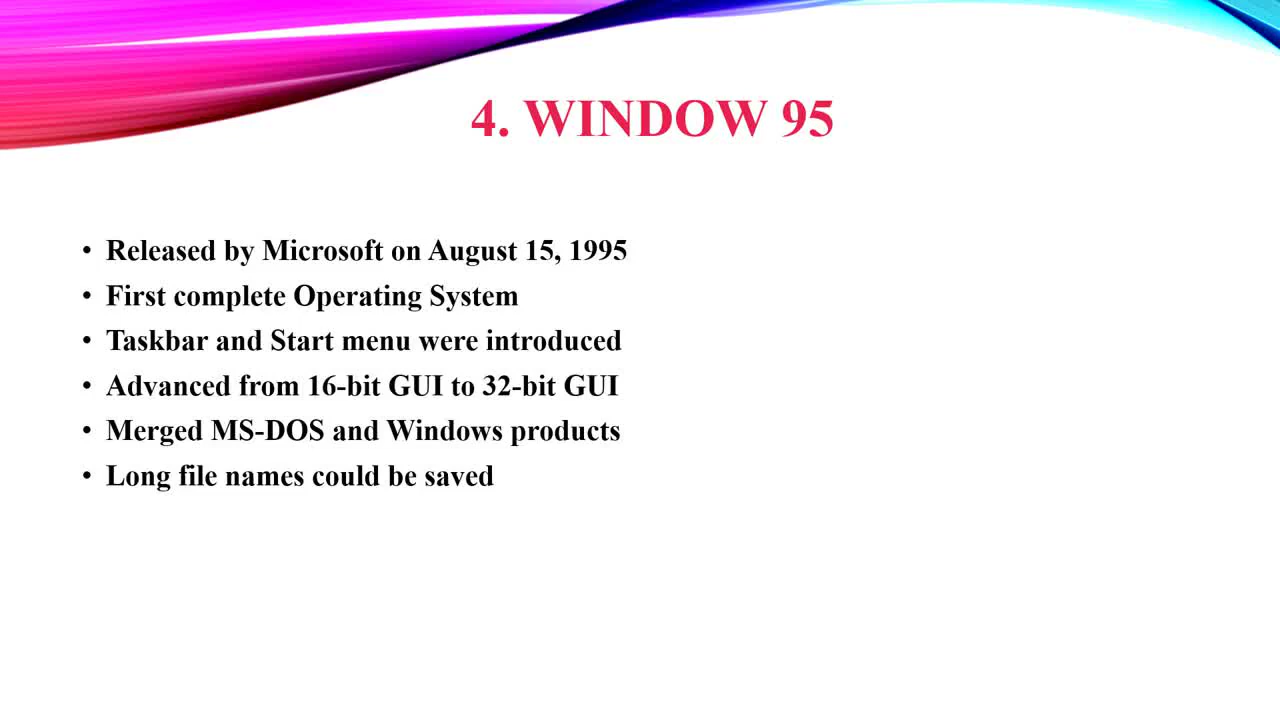 4. WINDOW 95
• Released by Microsoft on August 15, 1995
• First complete Operating System
• Taskbar and Start menu were introduced
• Advanced from 16-bit GUI to 32-bit GUI
• Merged MS-DOS and Windows products
• Long file names could be saved